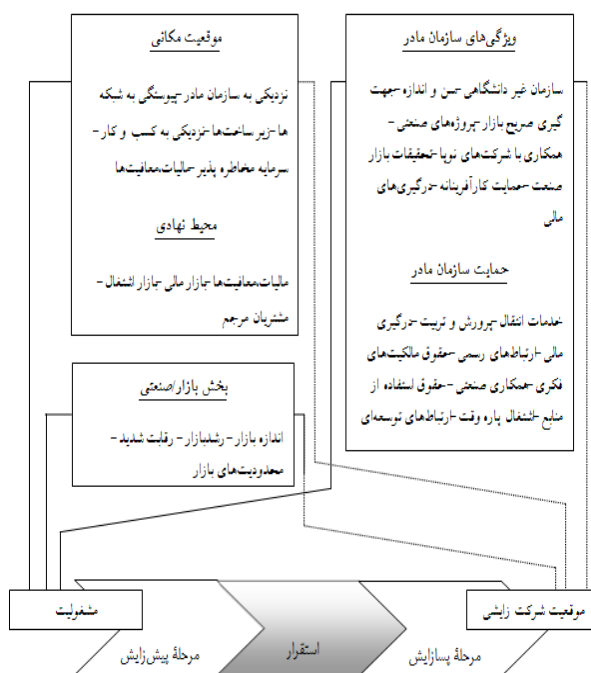 ویژگی‌های سازمان مادر
سازمان غیر دانشگاهی-سن و اندازه-جهت
گیری صریح بازار-پروژه‌های صنعتی-
همکاری با شرکت‌های نوپا-تحقیقات بازار
صنعت-حمایت کارآفرینانه-درگیری‌های
مالی
حمایت سازمان مادر
خدمات انتقال-پرورش و تربیت-درگیری
مالی-ارتباط‌های رسمی-حقوق مالکیت‌های
فکری-همکاری صنعتی-حقوق استفاده از
منابع-اشتغال پاره وقت-ارتباط‌های توسعه‌ای
موقعیت مکانی
نزدیکی به سازمان مادر-پیوستگی به شبکه
ها-زیر ساخت‌ها-نزدیکی به کسب و کار-
سرمایه مخاطره پذیر-مالیات،معافیت‌ها
محیط نهادی
مالیات،معافیت‌ها-بازار مالی-بازار اشتغال-
مشتریان مرجم
بخش بازار/صنعتی
اندازه بازار-رشدبازار-رقابت شدید-
محدودیت‌های بازار
موقعیت شرکت زایشی
مشغولیت
مرحلۀ پسازایش
استقرار
مرحلۀ پیش‌زایش